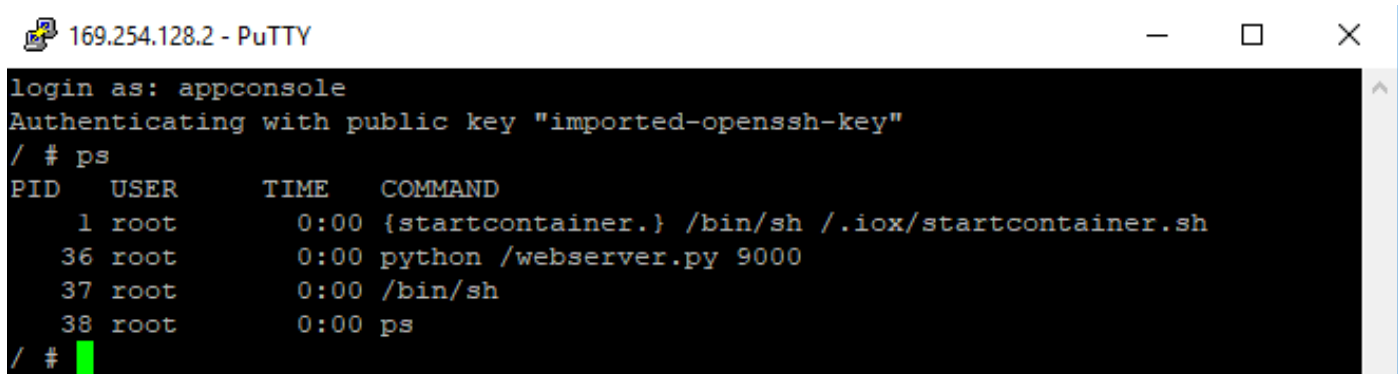 169.254.128.2 - PuTTY
login as: appconsole
Authenticating with public key "imported-openssh-key"
/ # ps
PID   USER     TIME   COMMAND
    1 root       0:00 {startcontainer.} /bin/sh /.iox/startcontainer.sh
   36 root       0:00 python /webserver.py 9000
   37 root       0:00 /bin/sh
   38 root       0:00 ps
/ #